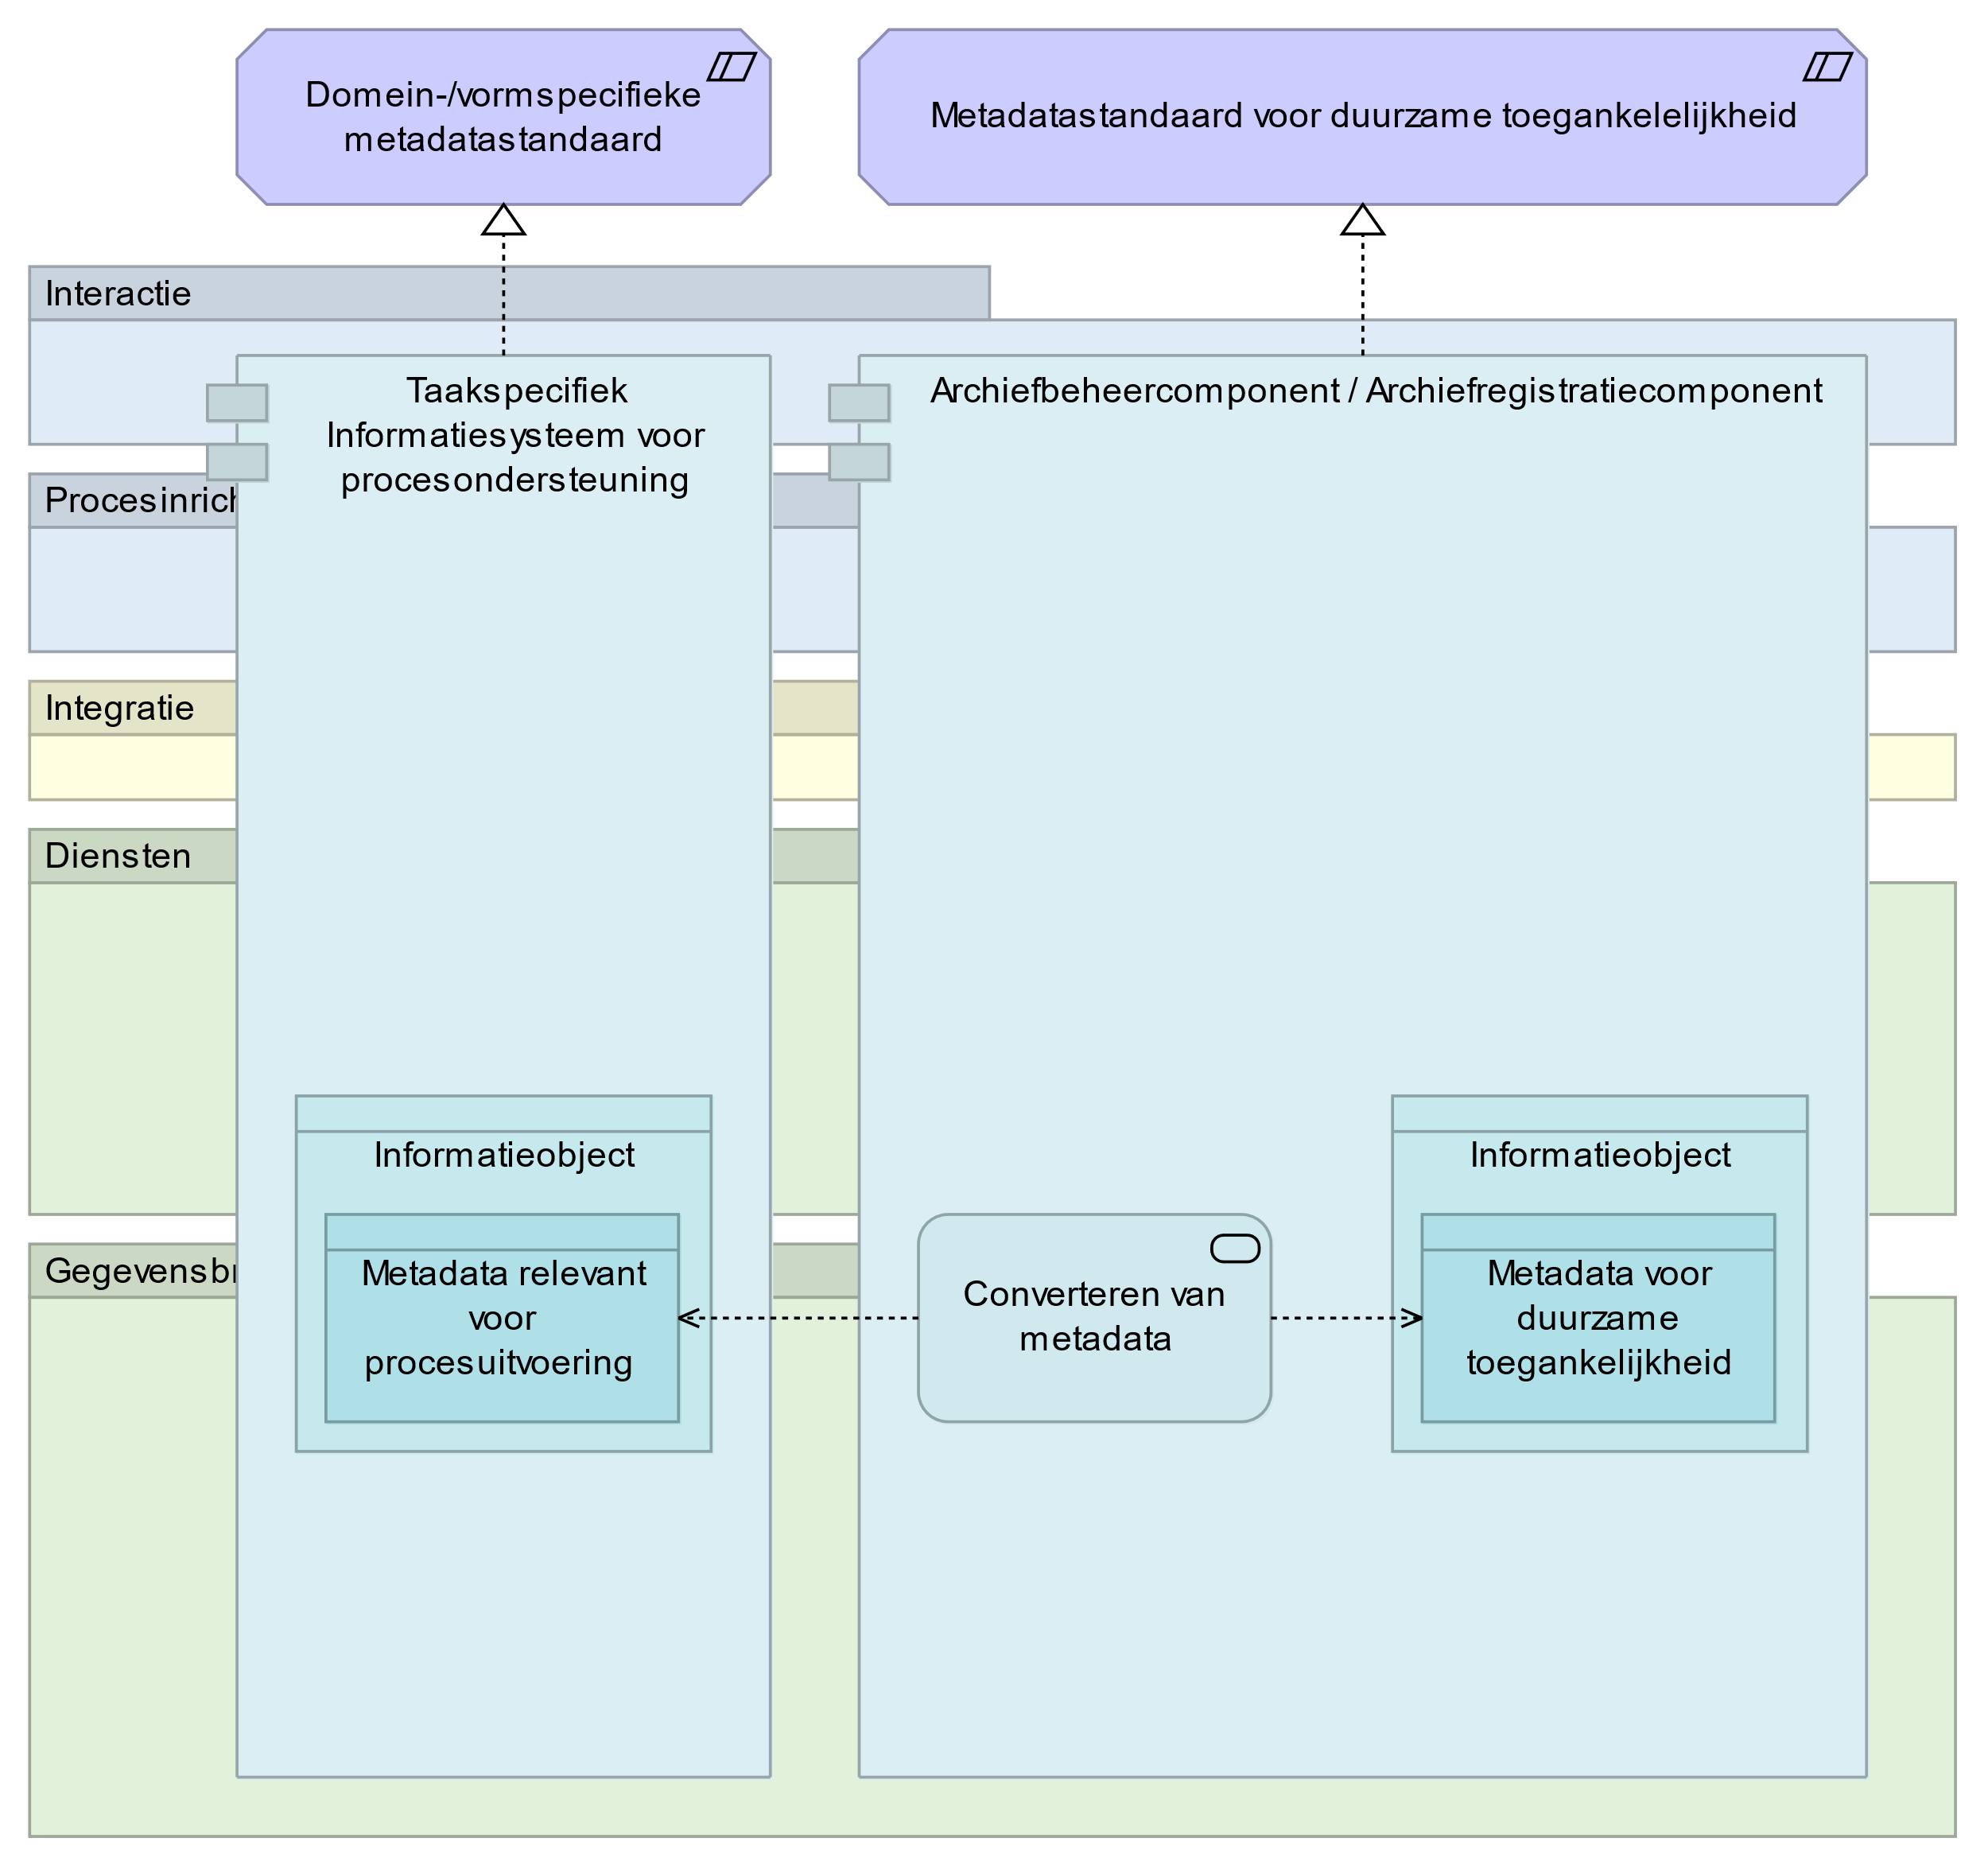 Domein-/vormspecifieke
metadatastandaard
Metadatastandaard voor duurzame toegankelelijkheid
Interactie
Taakspecifiek
Informatiesysteem voor
procesondersteuning
Archiefbeheercomponent / Archiefregistratiecomponent
Procesinrich
Integratie
Diensten
Informatieobject
Informatieobject
Gegevensbr
Metadata relevant
voor
procesuitvoering
Converteren van
metadata
Metadata voor
duurzame
toegankelijkheid